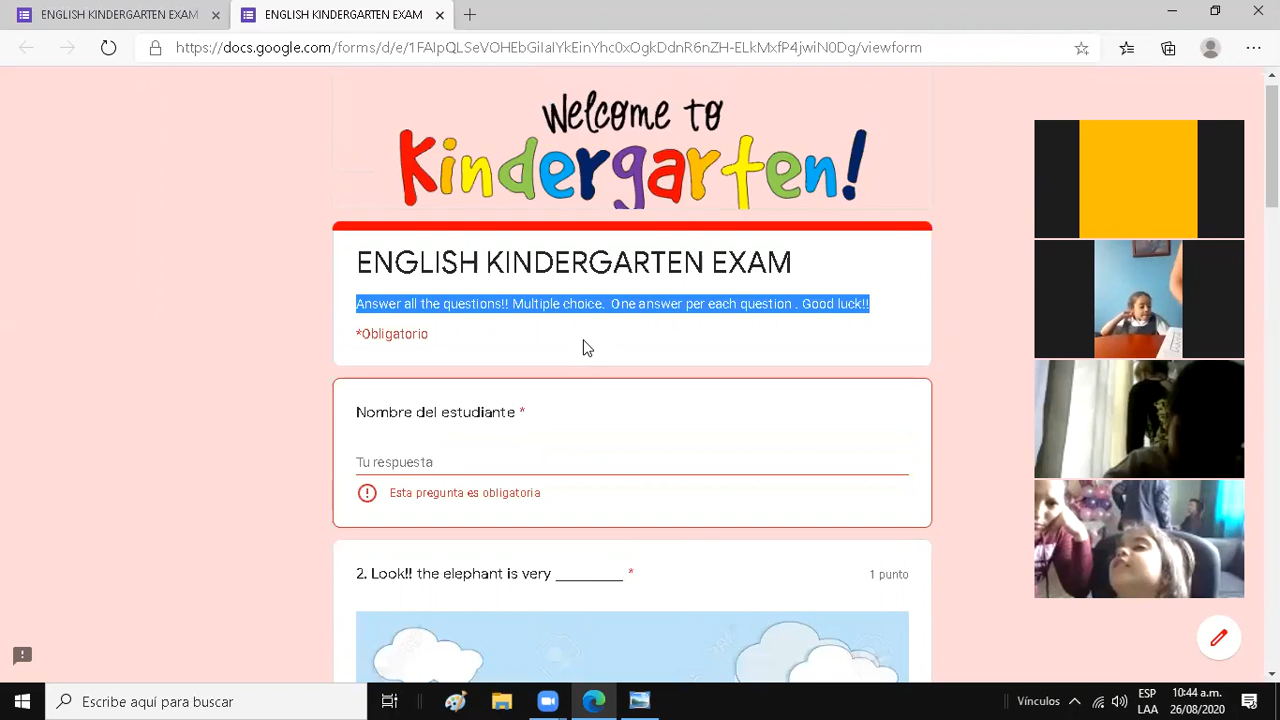 ENGLISH KINDERGARTEN EXAM
ENGLISH KINDERGARTEN EXAM
https://docs.google.com/forms/d/e/1FAIpQLSeVOHEbGiIaIYkEinYhc0xOgkDdnR6nZH-ELkMxfP4jwiN0Dg/viewform
Welcome to
Kindergarten!
ENGLISH KINDERGARTEN EXAM
Answer all the questions!! Multiple choice. One answer per each question . Good luck!!
*Obligatorio
Nombre del estudiante *
Tu respuesta
Esta pregunta es obligatoria
2. Look!! the elephant is very _________ *
1 punto
Escribe aquí para buscar
Vínculos
ESP
LAA
10:44 a.m.
26/08/2020